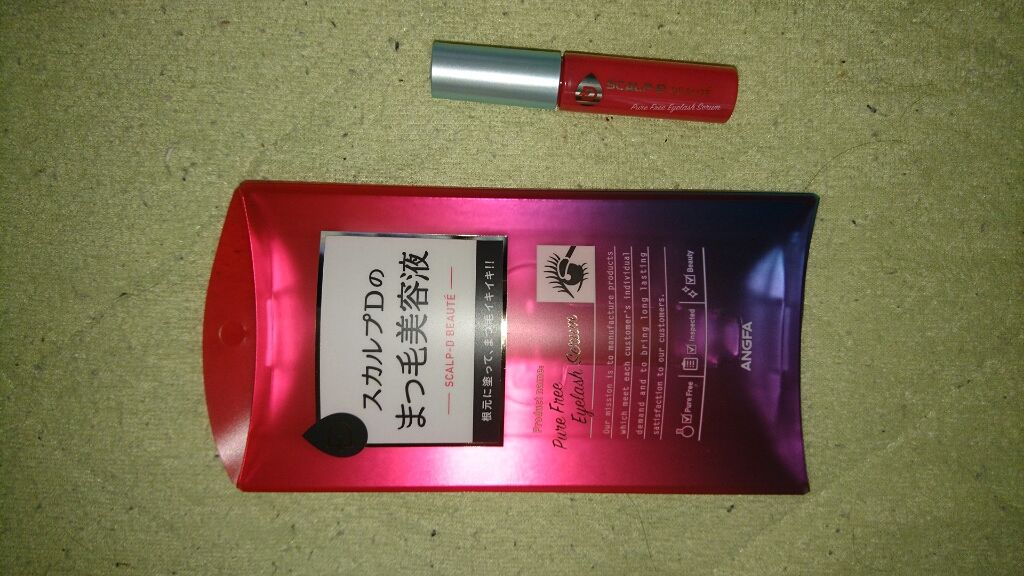 SCALP-D BEAUTÉ
Pure Free Eyelash Serum
スカルプDの
まつ毛美容液
SCALP-D BEAUTÉ
根元に塗って、まつ毛イキイキ!!
Product name:
Pure Free
Eyelash Serum
Our mission is to manufacture products
which meet each customer's individual
demand and to bring long lasting
satisfaction to our customers.
Pure Free
Inspected
Beauty
ANGFA